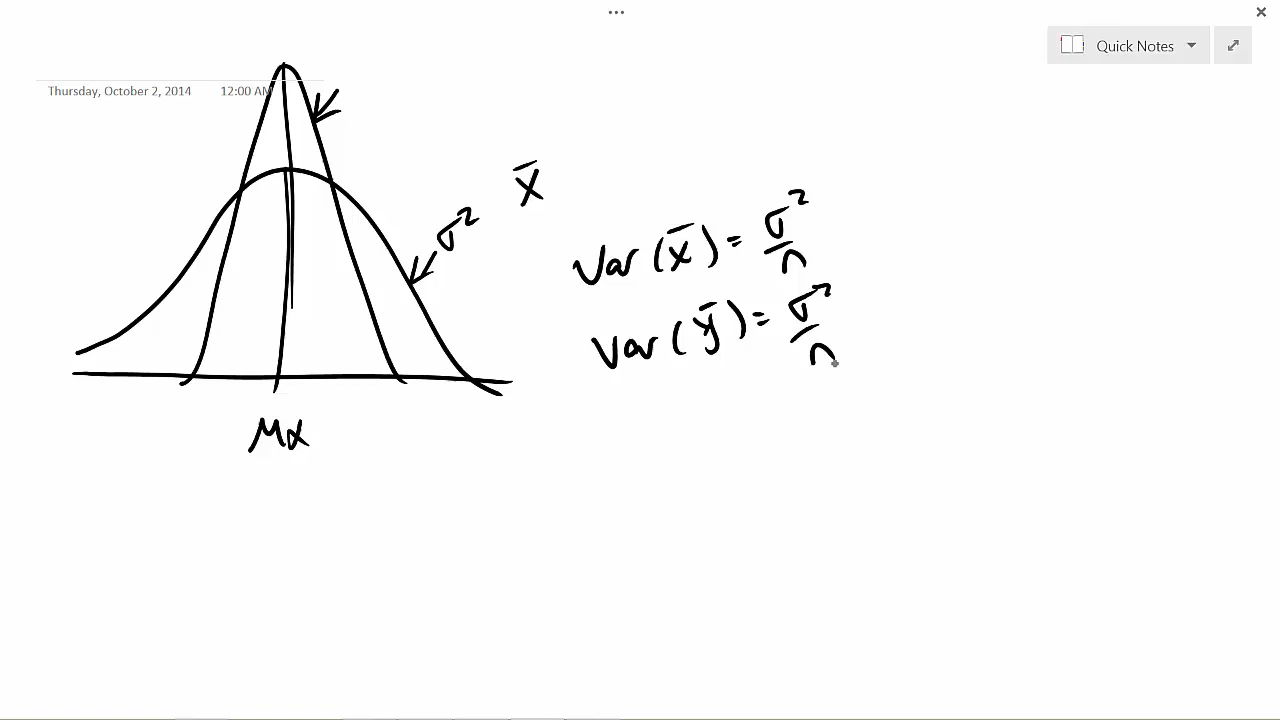 Quick Notes
Thursday, October 2, 2014 12:00 AM
x̄
σ²
Var(x̄) = σ²/n
Var(ȳ) = σ²/n
μx